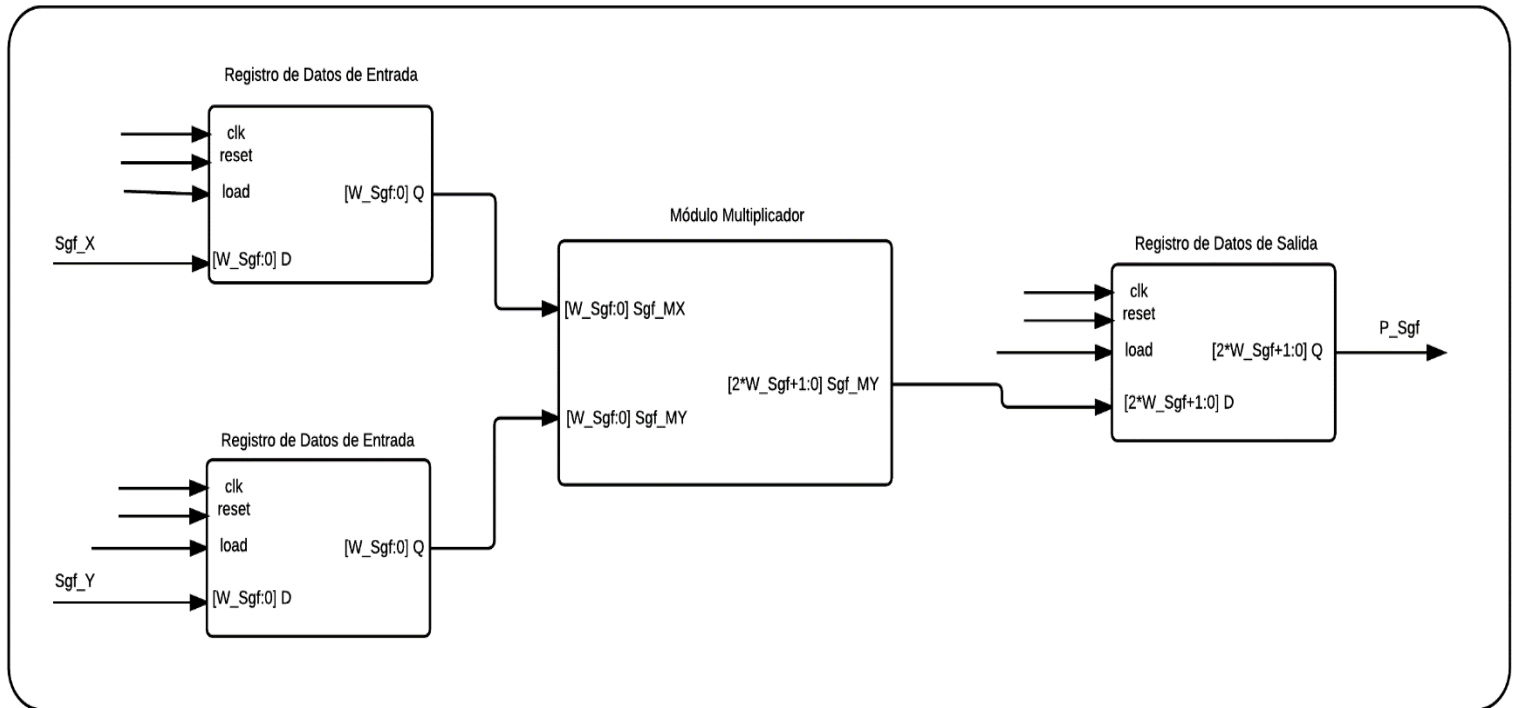 Registro de Datos de Entrada
clk
reset
load
[W_Sgf:0] Q
Sgf_X
[W_Sgf:0] D
Registro de Datos de Entrada
clk
reset
load
[W_Sgf:0] Q
Sgf_Y
[W_Sgf:0] D
Módulo Multiplicador
[W_Sgf:0] Sgf_MX
[2*W_Sgf+1:0] Sgf_MY
[W_Sgf:0] Sgf_MY
Registro de Datos de Salida
clk
reset
load
[2*W_Sgf+1:0] Q
[2*W_Sgf+1:0] D
P_Sgf